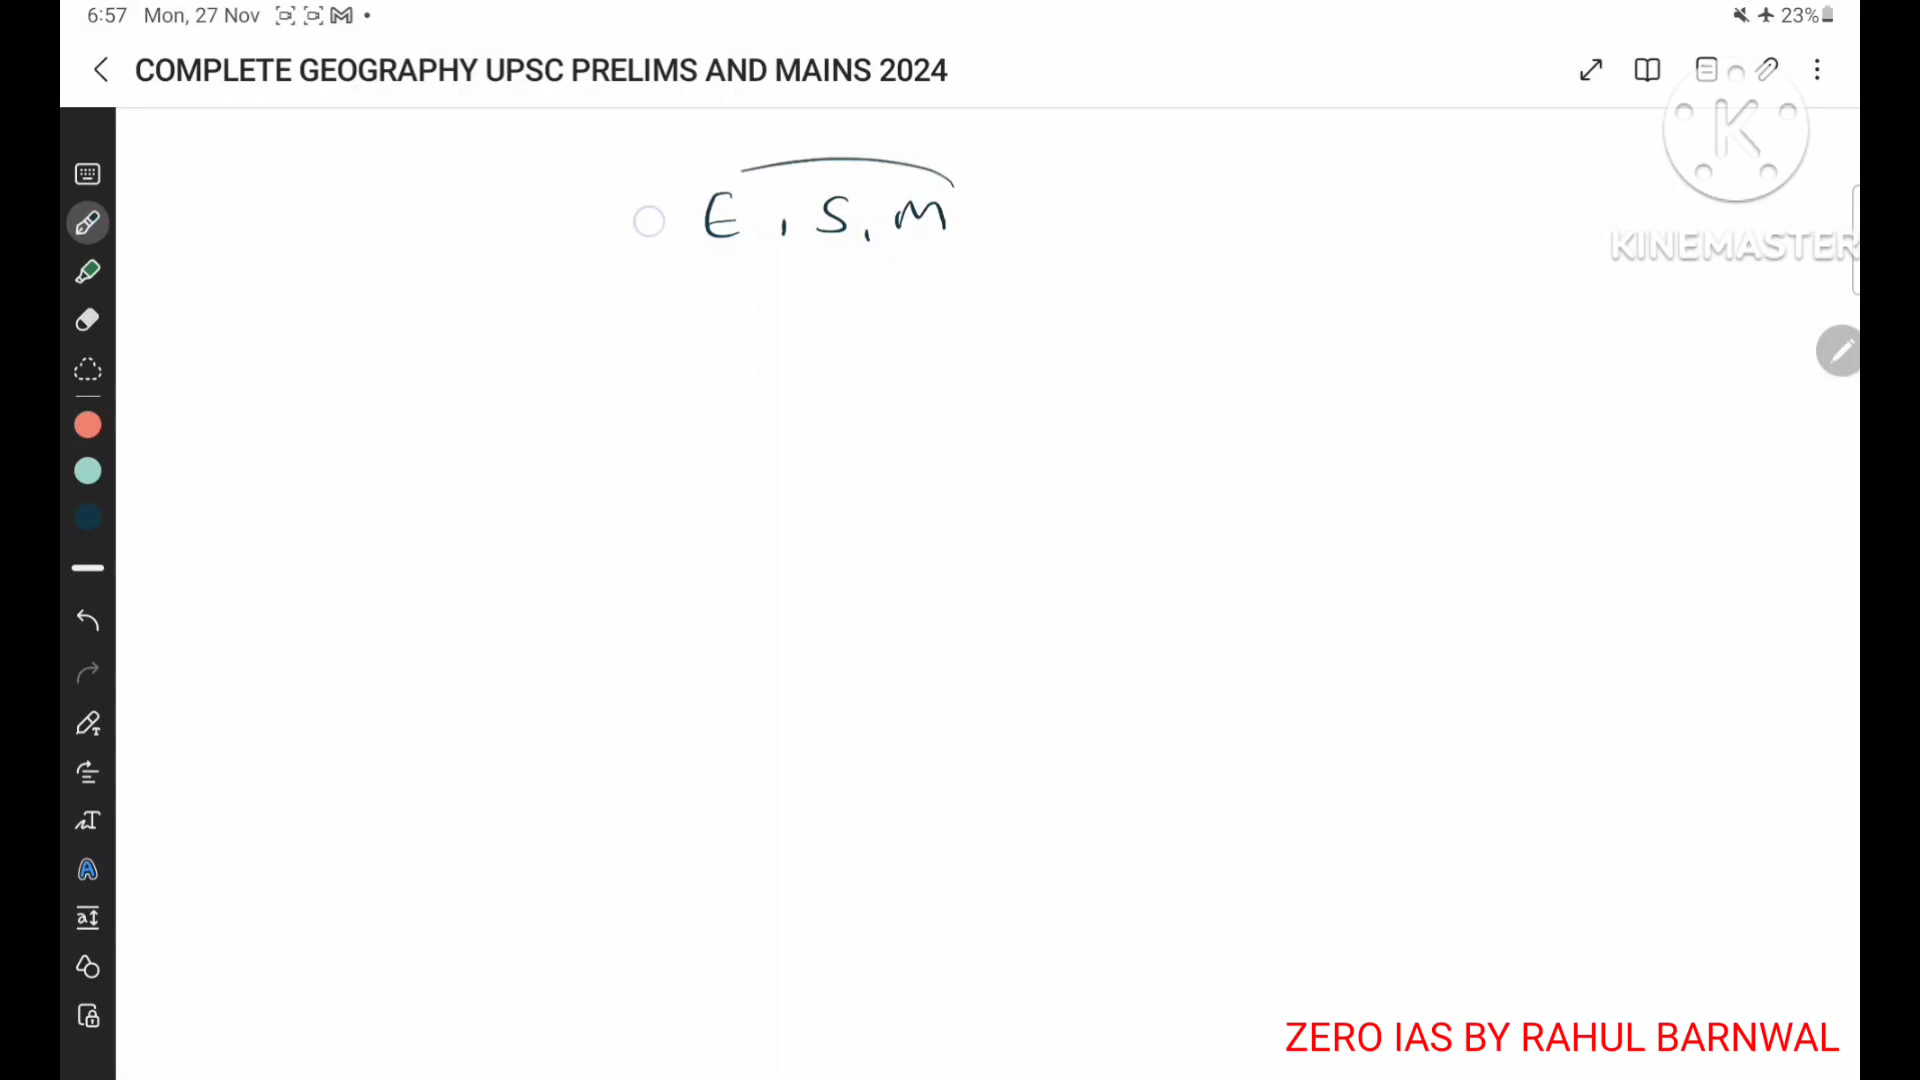 6:57 Mon, 27 Nov 23%
COMPLETE GEOGRAPHY UPSC PRELIMS AND MAINS 2024
K
KINEMASTER
E , S, M
ZERO IAS BY RAHUL BARNWAL